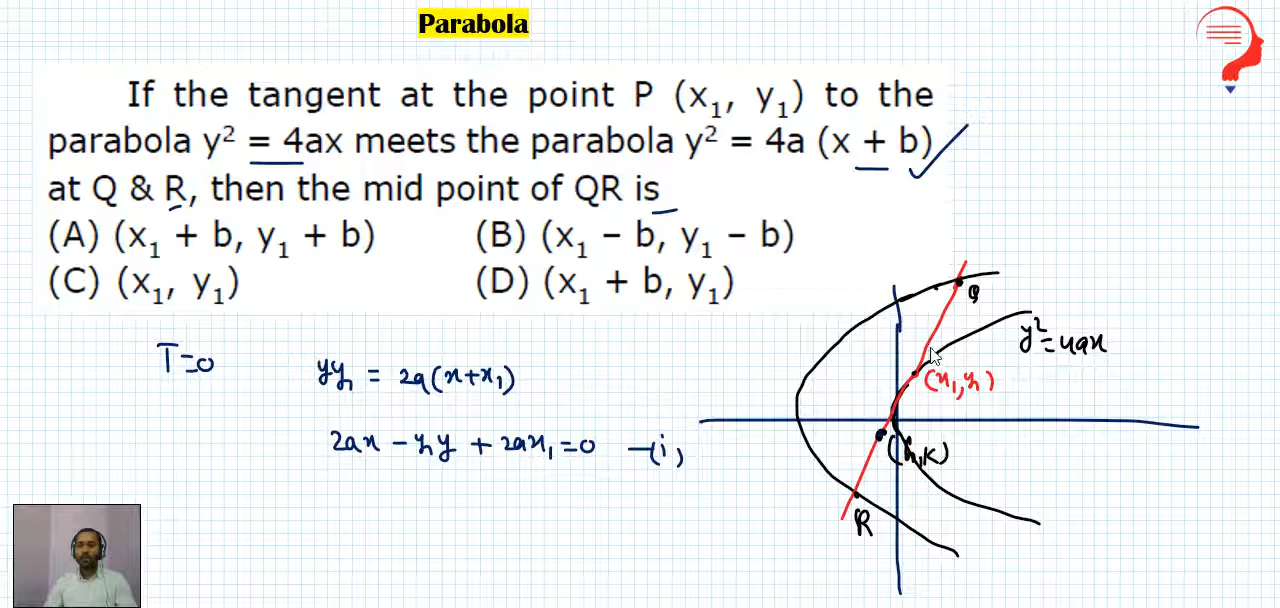 Parabola
If the tangent at the point P (x₁, y₁) to the
parabola y² = 4ax meets the parabola y² = 4a (x + b)
at Q & R, then the mid point of QR is
(A) (x₁ + b, y₁ + b) (B) (x₁ − b, y₁ − b)
(C) (x₁, y₁) (D) (x₁ + b, y₁)
T=0 yy₁ = 2a(x+x₁)
2ax − y₁y + 2ax₁ = 0 —(i)
Q
y² = 4ax
(x₁, y₁)
(h, k)
R